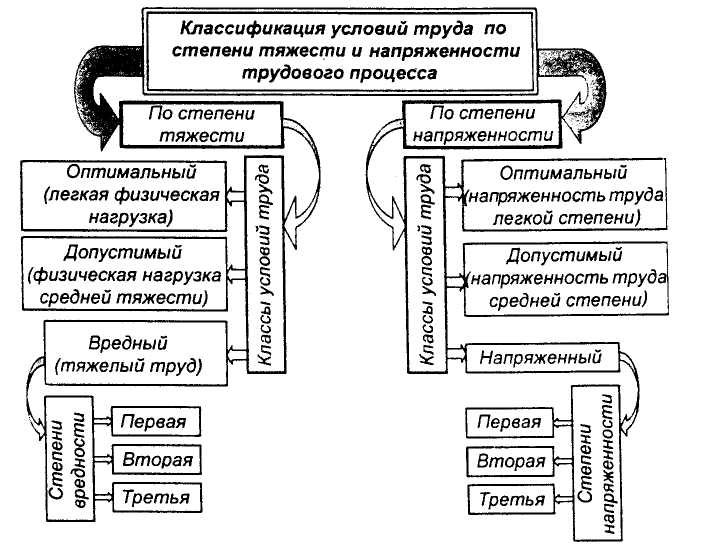 Классификация условий труда по
степени тяжести и напряженности
трудового процесса
По степени
тяжести
По степени
напряженности
Классы условий труда
Оптимальный
(легкая физическая
нагрузка)
Допустимый
(физическая нагрузка
средней тяжести)
Вредный
(тяжелый труд)
Степени
вредности
Первая
Вторая
Третья
Классы условий труда
Оптимальный
(напряженность труда
легкой степени)
Допустимый
(напряженность труда
средней степени)
Напряженный
Степени
напряженности
Первая
Вторая
Третья